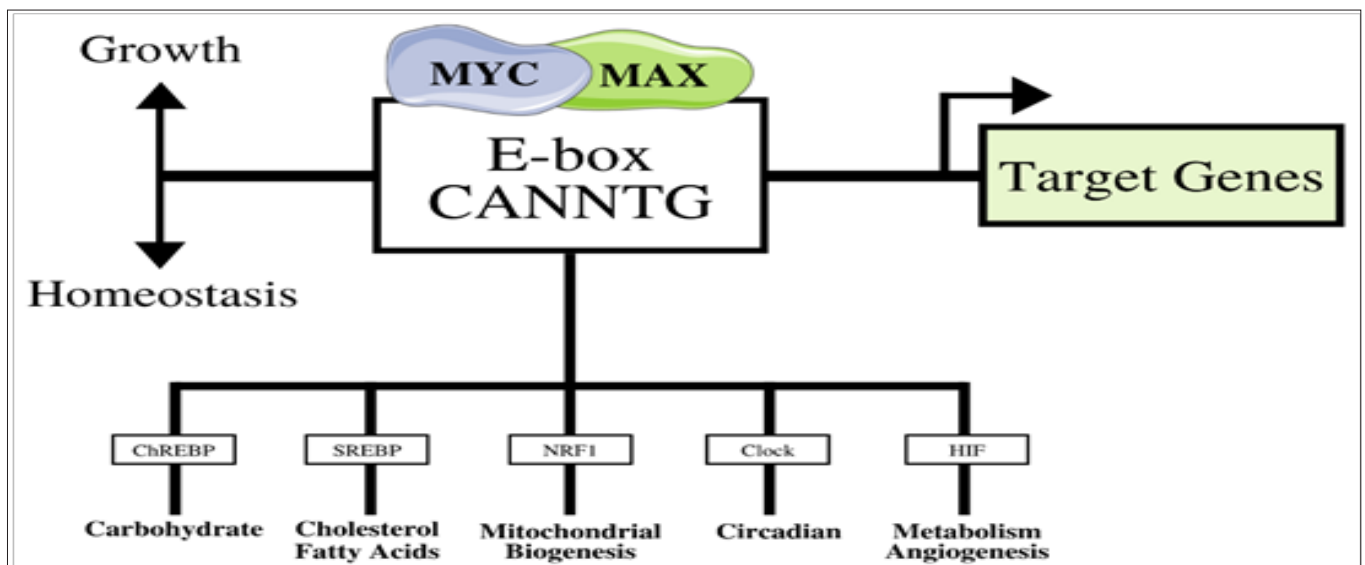 Growth
MYC MAX
E-box
CANNTG
Target Genes
Homeostasis
ChREBP SREBP NRF1 Clock HIF
Carbohydrate Cholesterol Mitochondrial Circadian Metabolism
Fatty Acids Biogenesis Angiogenesis